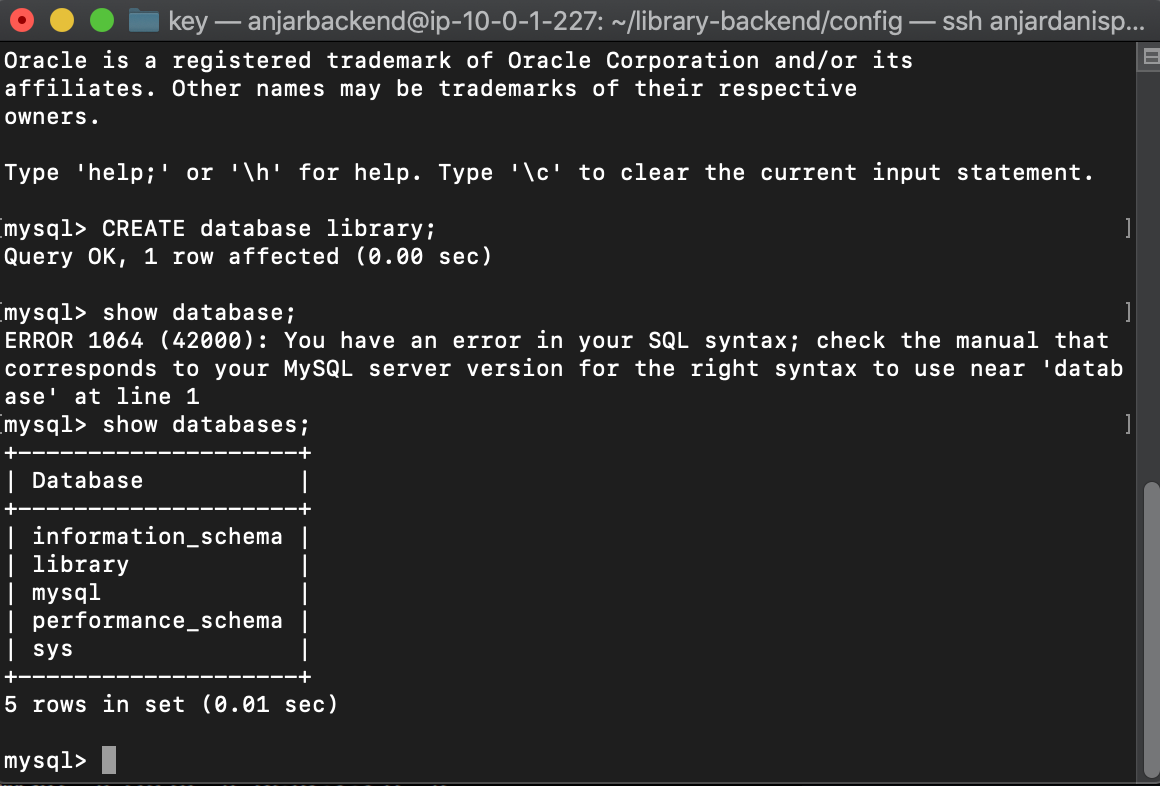 key — anjarbackend@ip-10-0-1-227: ~/library-backend/config — ssh anjardanisp...
Oracle is a registered trademark of Oracle Corporation and/or its
affiliates. Other names may be trademarks of their respective
owners.
Type 'help;' or '\h' for help. Type '\c' to clear the current input statement.
[mysql> CREATE database library; ]
Query OK, 1 row affected (0.00 sec)
[mysql> show database; ]
ERROR 1064 (42000): You have an error in your SQL syntax; check the manual that
corresponds to your MySQL server version for the right syntax to use near 'datab
ase' at line 1
[mysql> show databases; ]
+--------------------+
| Database           |
+--------------------+
| information_schema |
| library            |
| mysql              |
| performance_schema |
| sys                |
+--------------------+
5 rows in set (0.01 sec)
mysql>